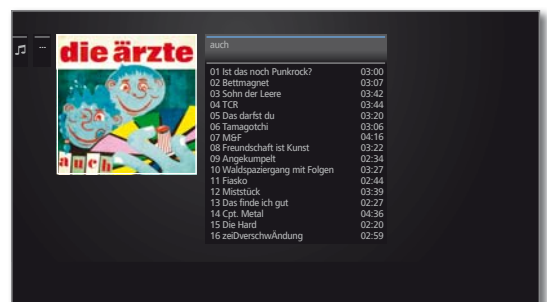 ...
die ärzte
auch
auch
01 Ist das noch Punkrock? 03:00
02 Bettmagnet 03:07
03 Sohn der Leere 03:42
04 TCR 03:44
05 Das darfst du 03:20
06 Tamagotchi 03:06
07 M&F 04:16
08 Freundschaft ist Kunst 03:22
09 Angekumpelt 02:34
10 Waldspaziergang mit Folgen 03:27
11 Fiasko 02:44
12 Miststück 03:39
13 Das finde ich gut 02:27
14 Cpt. Metal 04:36
15 Die Hard 02:20
16 zeiDverschwÄndung 02:59